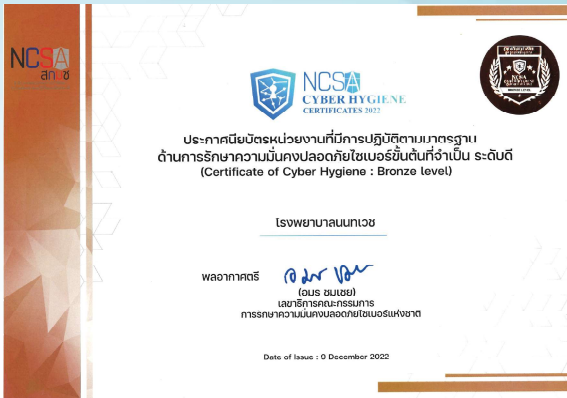 NCSA
สกมช
NCSA
CYBER HYGIENE
CERTIFICATES 2022
NCSA
ประกาศนียบัตรหน่วยงานที่มีการปฏิบัติตามมาตรฐาน
ด้านการรักษาความมั่นคงปลอดภัยไซเบอร์ขั้นต้นที่จำเป็น ระดับดี
(Certificate of Cyber Hygiene : Bronze level)
โรงพยาบาลนนทเวช
พลอากาศตรี
(อมร ชมเชย)
เลขาธิการคณะกรรมการ
การรักษาความมั่นคงปลอดภัยไซเบอร์แห่งชาติ
Date of Issue : 9 December 2022